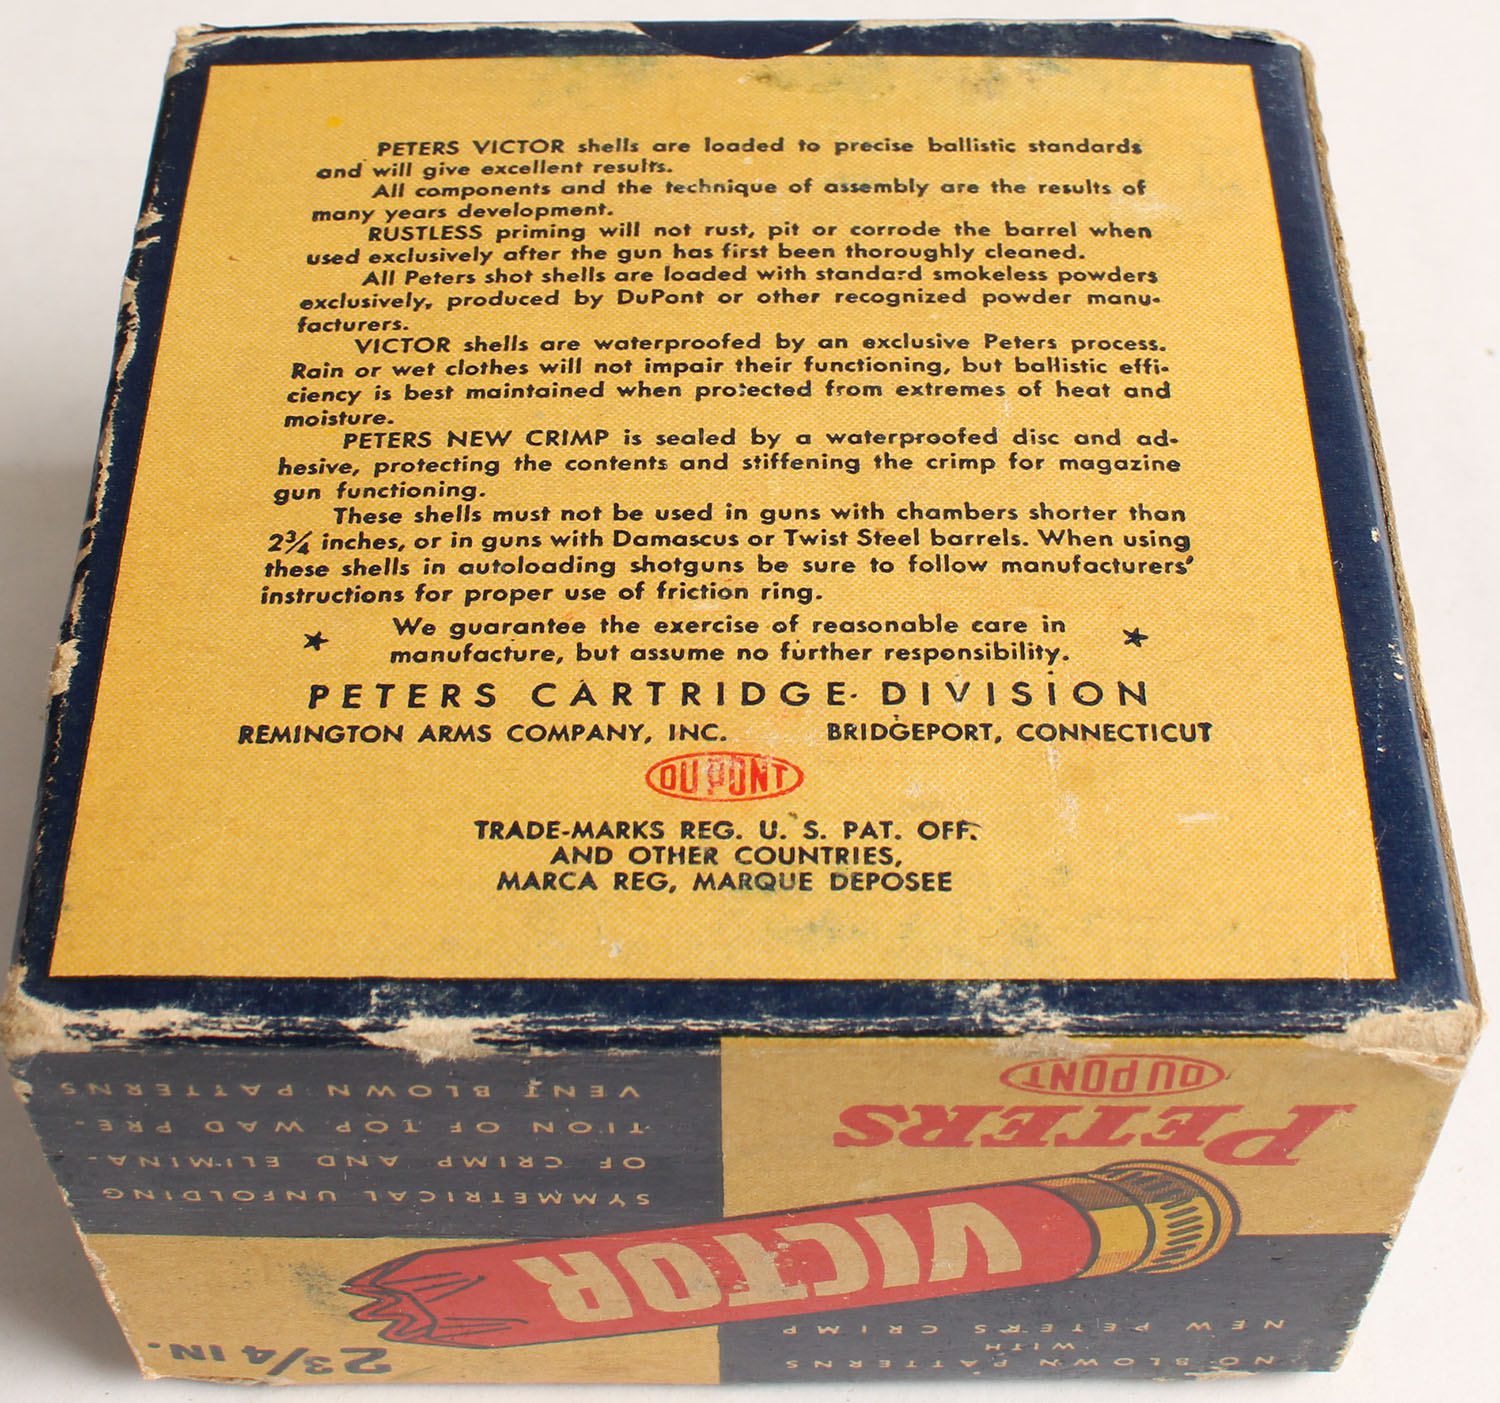 PETERS VICTOR shells are loaded to precise ballistic standards
and will give excellent results.
All components and the technique of assembly are the results of
many years development.
RUSTLESS priming will not rust, pit or corrode the barrel when
used exclusively after the gun has first been thoroughly cleaned.
All Peters shot shells are loaded with standard smokeless powders
exclusively, produced by DuPont or other recognized powder manu-
facturers.
VICTOR shells are waterproofed by an exclusive Peters process.
Rain or wet clothes will not impair their functioning, but ballistic effi-
ciency is best maintained when protected from extremes of heat and
moisture.
PETERS NEW CRIMP is sealed by a waterproofed disc and ad-
hesive, protecting the contents and stiffening the crimp for magazine
gun functioning.
These shells must not be used in guns with chambers shorter than
2¾ inches, or in guns with Damascus or Twist Steel barrels. When using
these shells in autoloading shotguns be sure to follow manufacturers'
instructions for proper use of friction ring.
We guarantee the exercise of reasonable care in
manufacture, but assume no further responsibility.
PETERS CARTRIDGE DIVISION
REMINGTON ARMS COMPANY, INC. BRIDGEPORT, CONNECTICUT
DU PONT
TRADE-MARKS REG. U. S. PAT. OFF.
AND OTHER COUNTRIES,
MARCA REG, MARQUE DEPOSEE
NO BLOWN PATTERNS
WITH
NEW PETERS CRIMP
2 3/4 IN.
VICTOR
SYMMETRICAL UNFOLDING
OF CRIMP AND ELIMINA-
TION OF TOP WAD PRE-
VENT BLOWN PATTERNS
PETERS
DU PONT